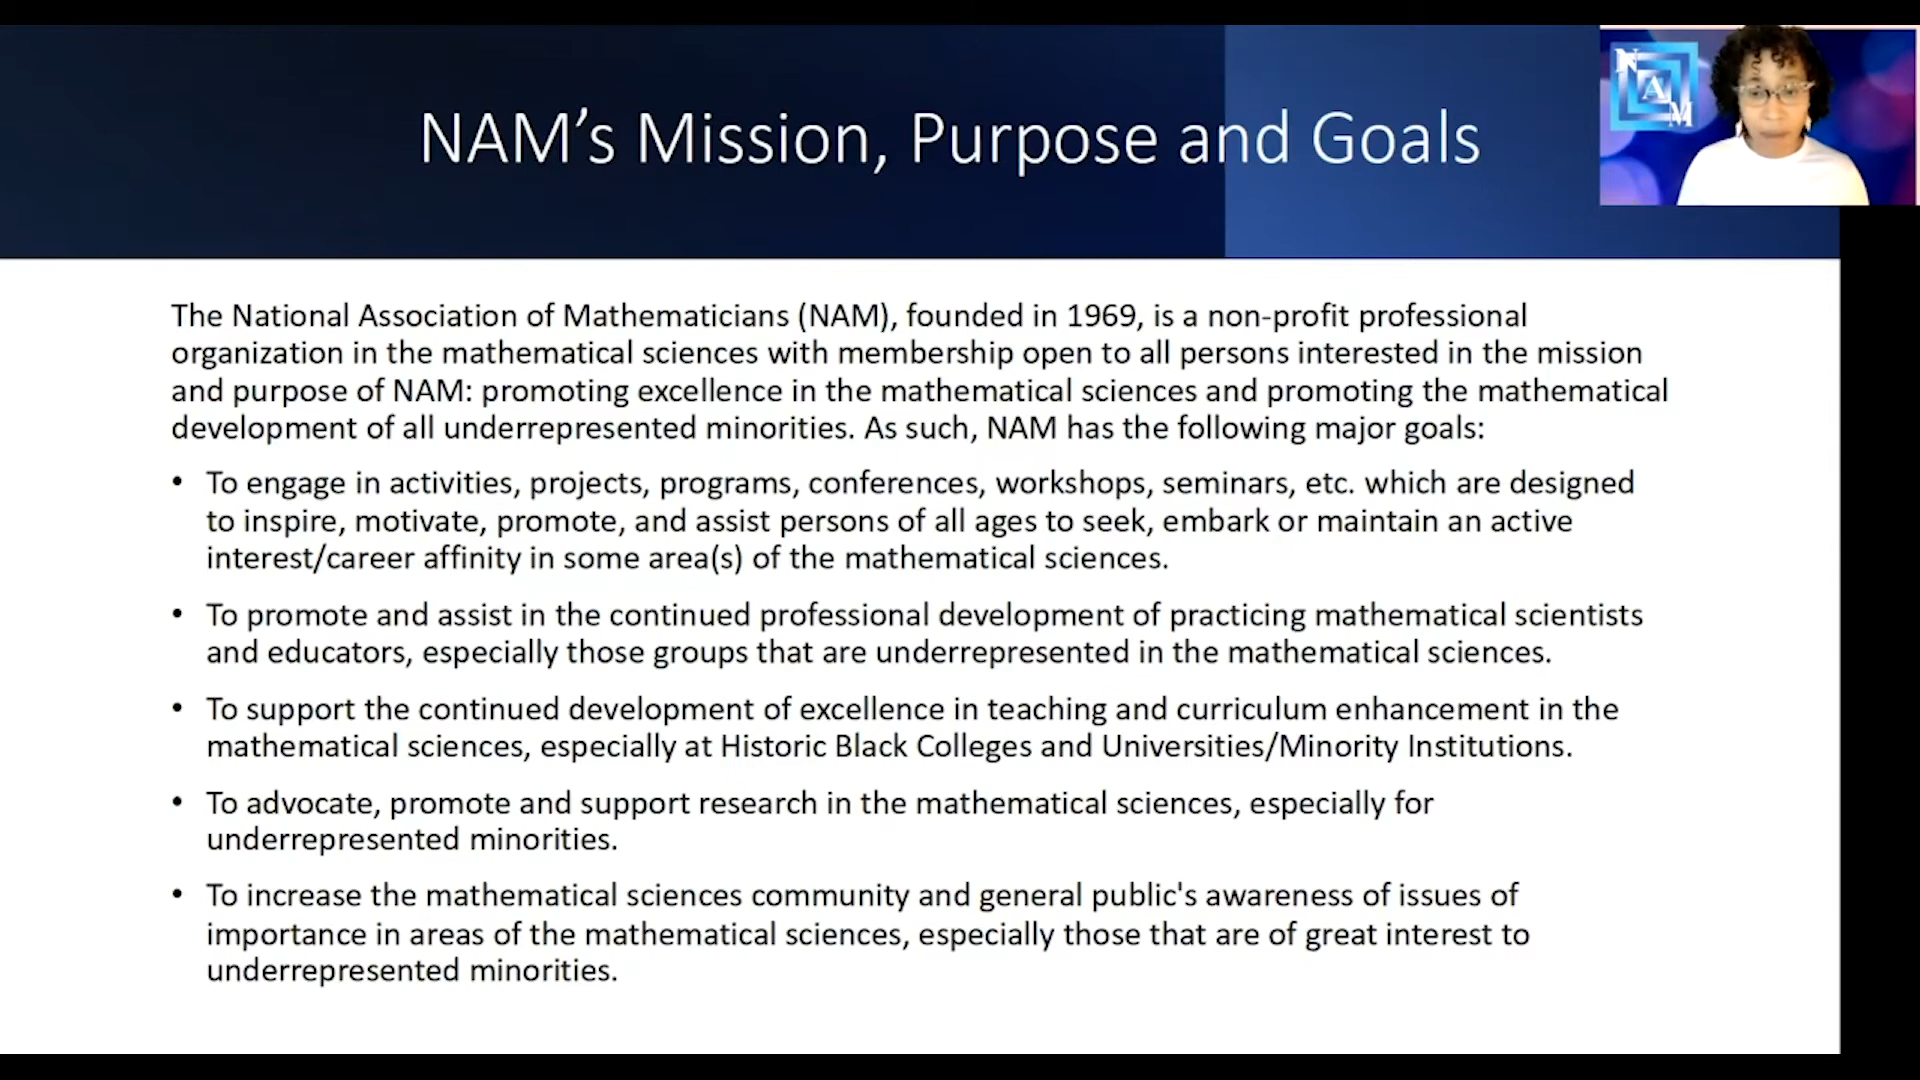 NAM’s Mission, Purpose and Goals
N
A
M
The National Association of Mathematicians (NAM), founded in 1969, is a non-profit professional
organization in the mathematical sciences with membership open to all persons interested in the mission
and purpose of NAM: promoting excellence in the mathematical sciences and promoting the mathematical
development of all underrepresented minorities. As such, NAM has the following major goals:
• To engage in activities, projects, programs, conferences, workshops, seminars, etc. which are designed
to inspire, motivate, promote, and assist persons of all ages to seek, embark or maintain an active
interest/career affinity in some area(s) of the mathematical sciences.
• To promote and assist in the continued professional development of practicing mathematical scientists
and educators, especially those groups that are underrepresented in the mathematical sciences.
• To support the continued development of excellence in teaching and curriculum enhancement in the
mathematical sciences, especially at Historic Black Colleges and Universities/Minority Institutions.
• To advocate, promote and support research in the mathematical sciences, especially for
underrepresented minorities.
• To increase the mathematical sciences community and general public's awareness of issues of
importance in areas of the mathematical sciences, especially those that are of great interest to
underrepresented minorities.